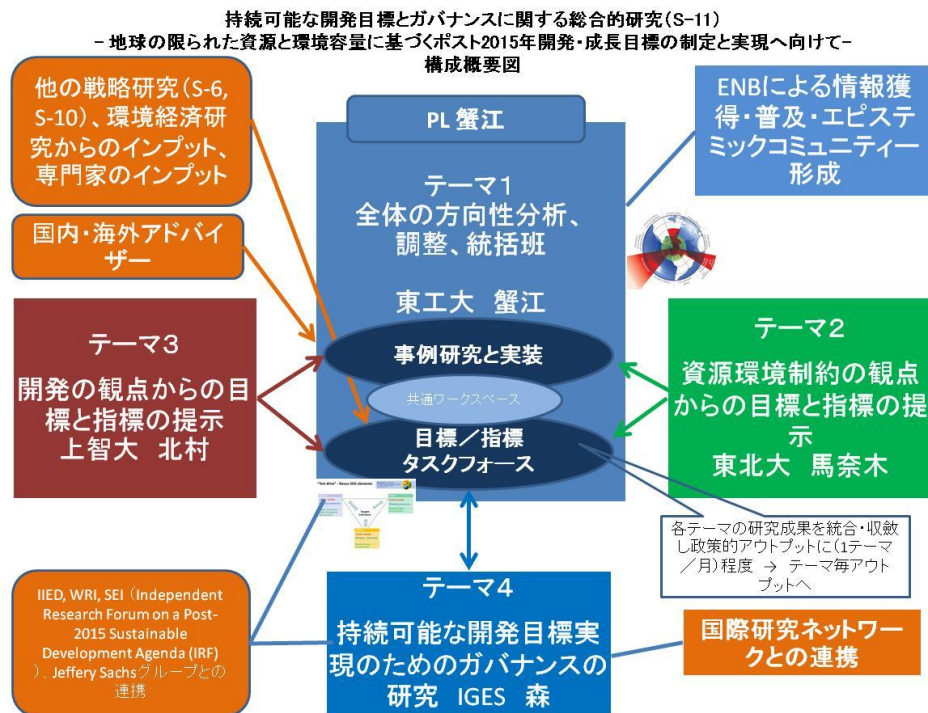 持続可能な開発目標とガバナンスに関する総合的研究(S-11)
- 地球の限られた資源と環境容量に基づくポスト2015年開発・成長目標の制定と実現へ向けて-
構成概要図
他の戦略研究(S-6,
S-10)、環境経済研
究からのインプット、
専門家のインプット
国内・海外アドバイ
ザー
PL 蟹江
テーマ1
全体の方向性分析、
調整、統括班
東工大 蟹江
ENBによる情報獲
得・普及・エピステ
ミックコミュニティー
形成
テーマ3
開発の観点からの目
標と指標の提示
上智大 北村
事例研究と実装
共通ワークスペース
目標／指標
タスクフォース
テーマ2
資源環境制約の観点
からの目標と指標の提
示
東北大 馬奈木
各テーマの研究成果を統合・収斂
し政策的アウトプットに(1テーマ
／月)程度 → テーマ毎アウト
プットへ
IIED, WRI, SEI (Independent
Research Forum on a Post-
2015 Sustainable
Development Agenda (IRF)
)、Jeffery Sachsグループとの
連携
テーマ4
持続可能な開発目標実
現のためのガバナンスの
研究 IGES 森
国際研究ネットワー
クとの連携